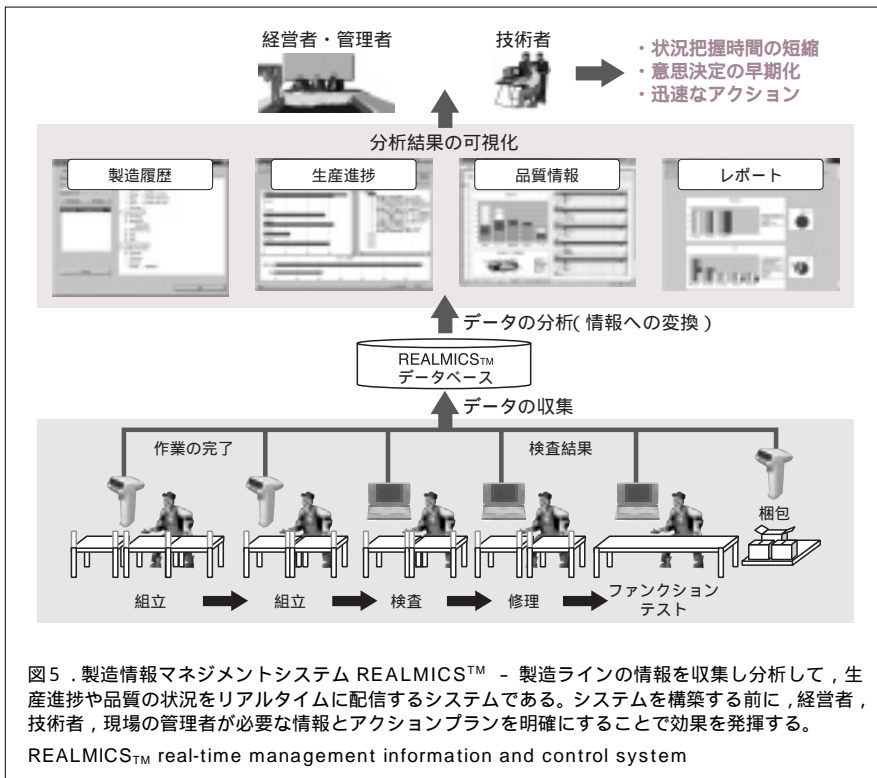 経営者・管理者
技術者
・状況把握時間の短縮
・意思決定の早期化
・迅速なアクション
分析結果の可視化
製造履歴
生産進捗
品質情報
レポート
データの分析(情報への変換)
REALMICS™
データベース
データの収集
作業の完了
検査結果
梱包
組立
組立
検査
修理
ファンクション
テスト
図5．製造情報マネジメントシステム REALMICS™ － 製造ラインの情報を収集し分析して，生
産進捗や品質の状況をリアルタイムに配信するシステムである。システムを構築する前に，経営者，
技術者，現場の管理者が必要な情報とアクションプランを明確にすることで効果を発揮する。
REALMICS™ real-time management information and control system